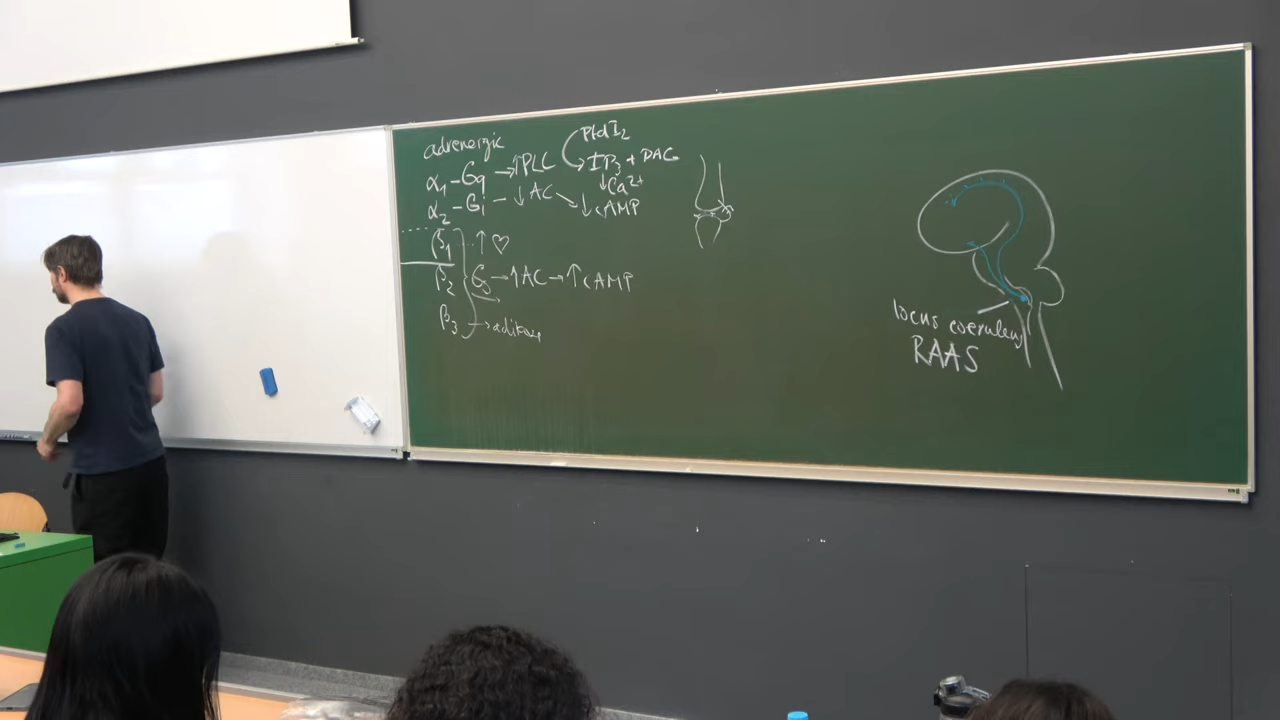 adrenergic
PtdI₂
α₁ - Gq → ↑PLC → IP₃ + DAG
↓Ca²⁺
α₂ - Gi - ↓AC → ↓cAMP
β₁ ↑ ♡
β₂ Gs → ↑AC → ↑cAMP
β₃ →
locus coeruleus
RAAS